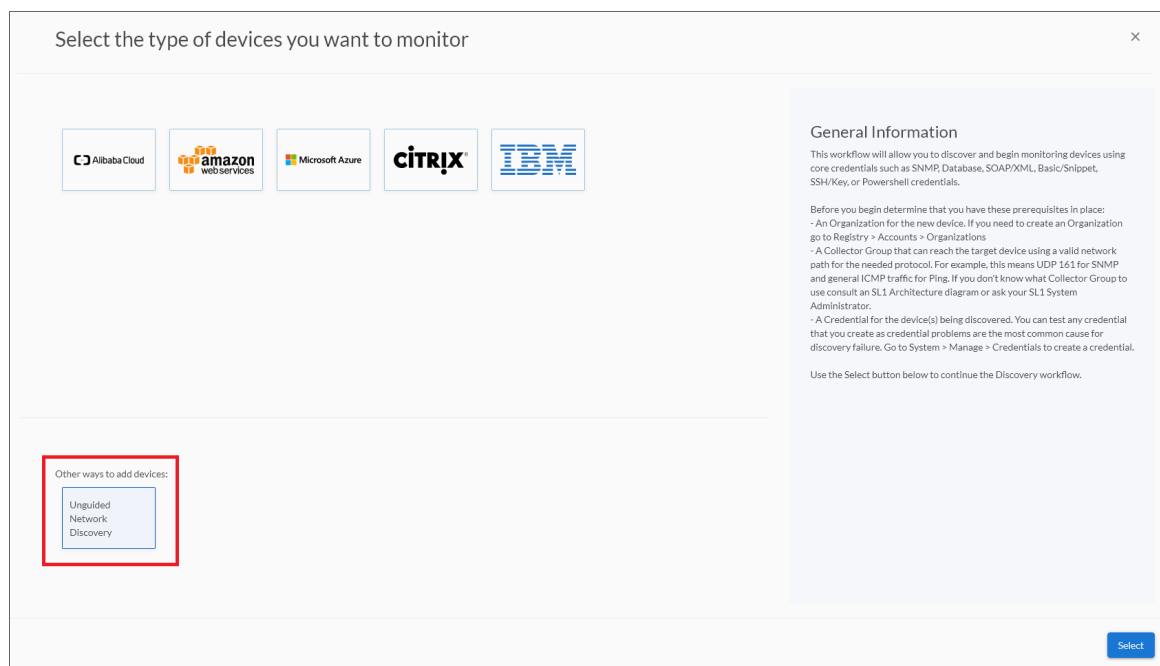 Select the type of devices you want to monitor
×
Alibaba Cloud
amazon
webservices
Microsoft Azure
CİTRIX®
IBM
General Information
This workflow will allow you to discover and begin monitoring devices using
core credentials such as SNMP, Database, SOAP/XML, Basic/Snippet,
SSH/Key, or Powershell credentials.
Before you begin determine that you have these prerequisites in place:
- An Organization for the new device. If you need to create an Organization
go to Registry > Accounts > Organizations
- A Collector Group that can reach the target device using a valid network
path for the needed protocol. For example, this means UDP 161 for SNMP
and general ICMP traffic for Ping. If you don't know what Collector Group to
use consult an SL1 Architecture diagram or ask your SL1 System
Administrator.
- A Credential for the device(s) being discovered. You can test any credential
that you create as credential problems are the most common cause for
discovery failure. Go to System > Manage > Credentials to create a credential.
Use the Select button below to continue the Discovery workflow.
Other ways to add devices:
Unguided
Network
Discovery
Select